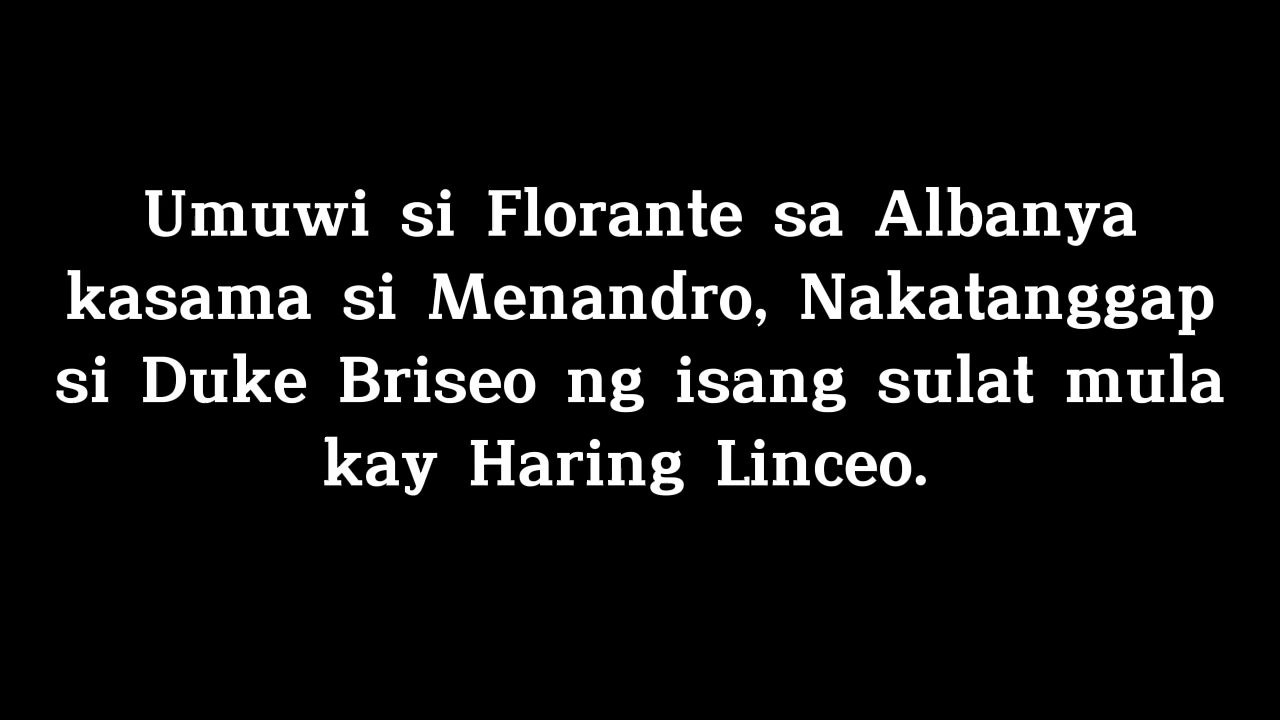 Umuwi si Florante sa Albanya
kasama si Menandro, Nakatanggap
si Duke Briseo ng isang sulat mula
kay Haring Linceo.